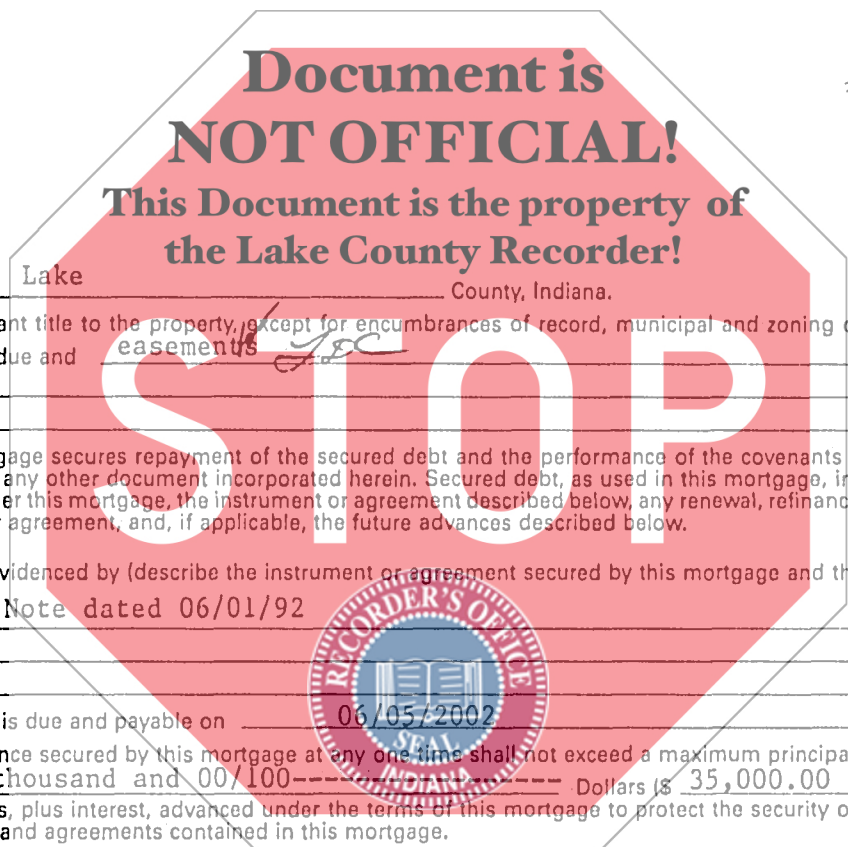 Document is
NOT OFFICIAL!
This Document is the property of
the Lake County Recorder!
Lake County, Indiana.
ant title to the property, except for encumbrances of record, municipal and zoning
due and easements
STOP
gage secures repayment of the secured debt and the performance of the covenants
any other document incorporated herein. Secured debt, as used in this mortgage, in
er this mortgage, the instrument or agreement described below, any renewal, refinanc
agreement, and, if applicable, the future advances described below.
videnced by (describe the instrument or agreement secured by this mortgage and th
Note dated 06/01/92
RECORDER'S OFFICE
SEAL
INDIANA
is due and payable on 06/05/2002
nce secured by this mortgage at any one time shall not exceed a maximum principa
thousand and 00/100-------------------- Dollars ($ 35,000.00
s, plus interest, advanced under the terms of this mortgage to protect the security o
and agreements contained in this mortgage.